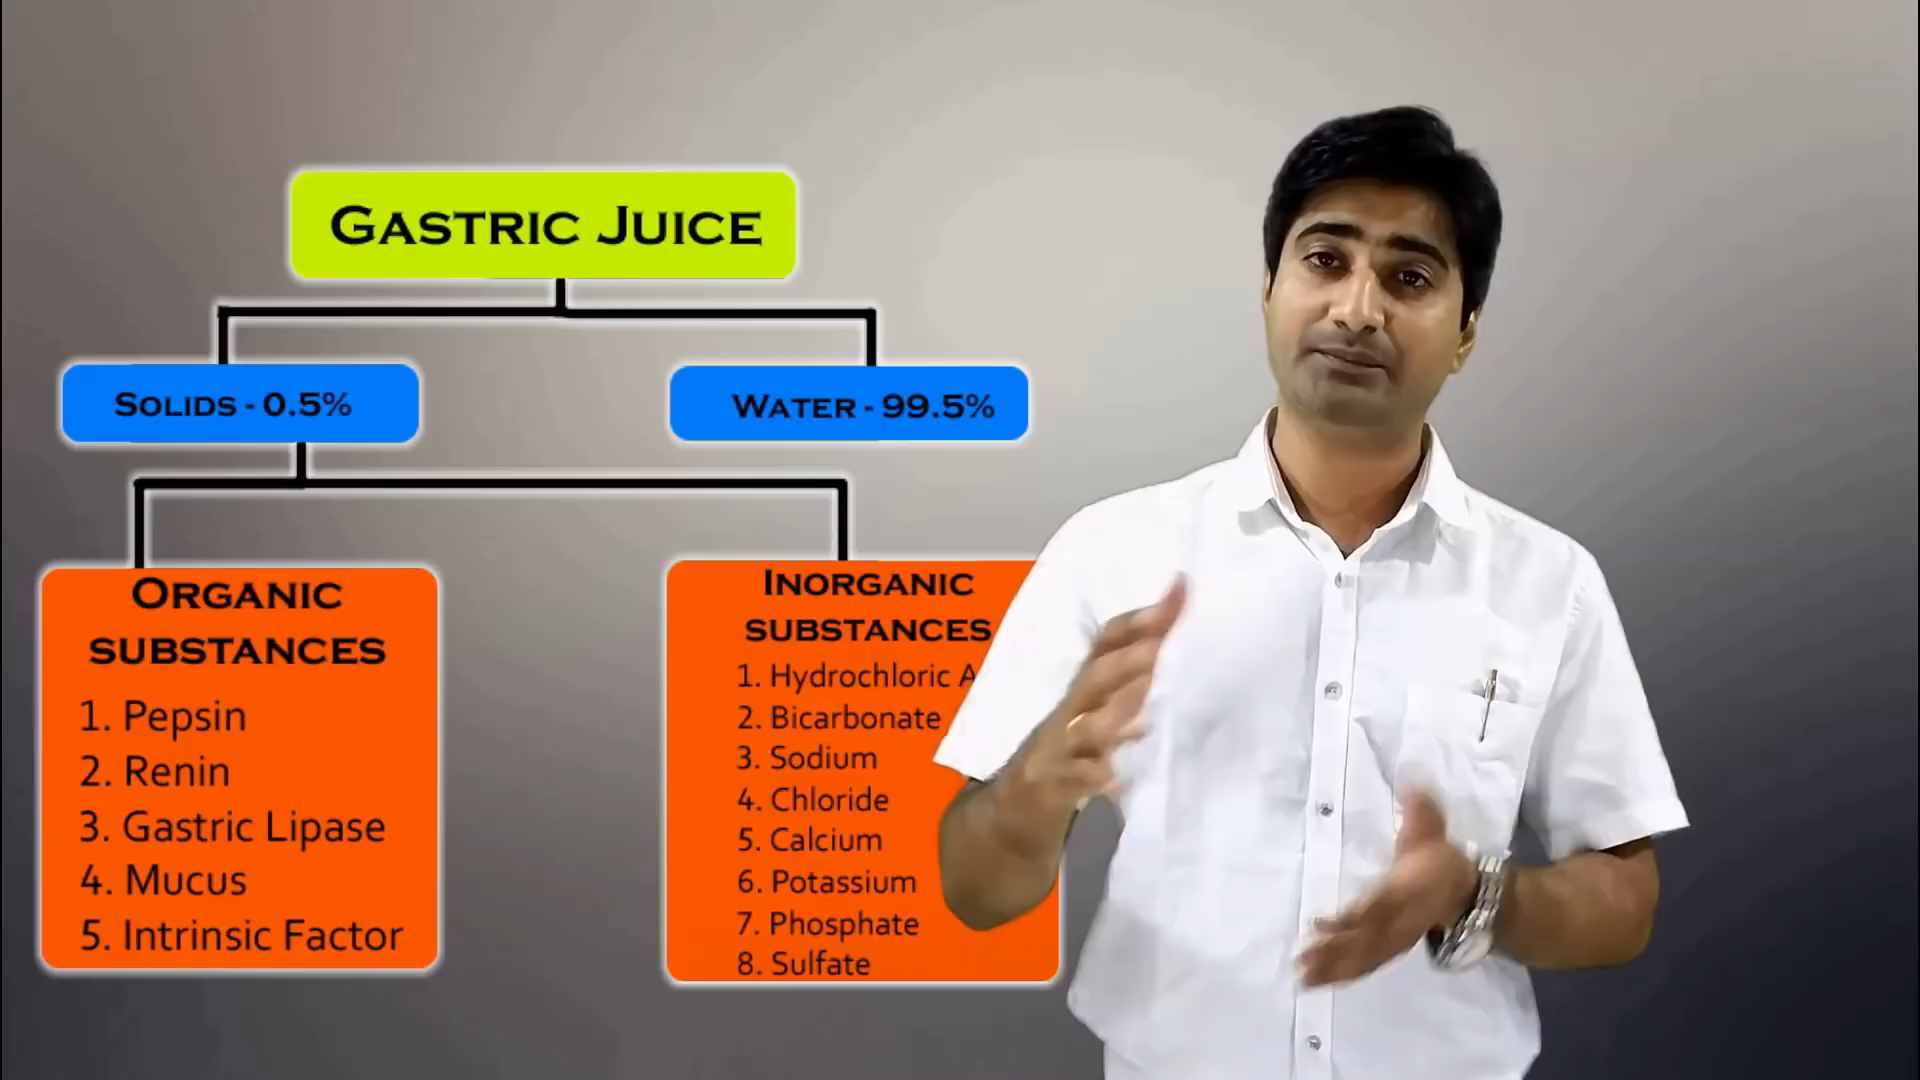 GASTRIC JUICE
SOLIDS - 0.5%
WATER - 99.5%
ORGANIC
SUBSTANCES
1. Pepsin
2. Renin
3. Gastric Lipase
4. Mucus
5. Intrinsic Factor
INORGANIC
SUBSTANCES
1. Hydrochloric
2. Bicarbonate
3. Sodium
4. Chloride
5. Calcium
6. Potassium
7. Phosphate
8. Sulfate